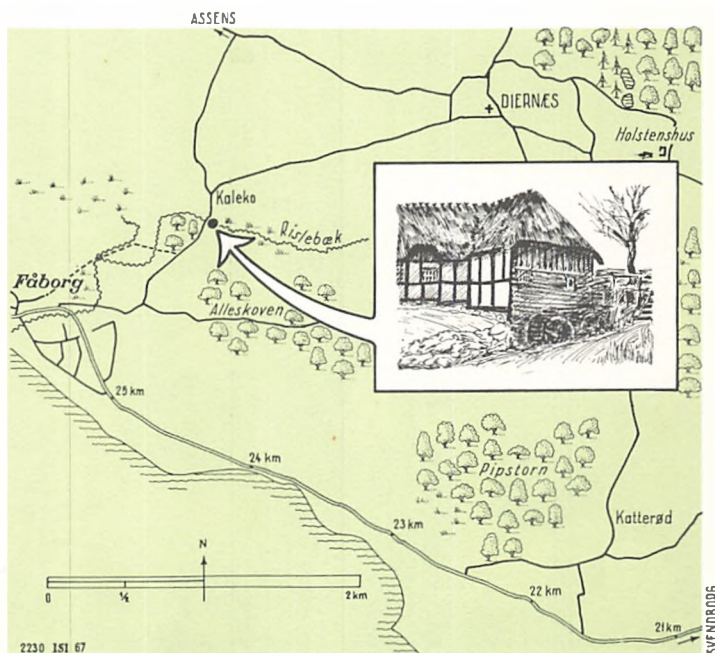 ASSENS
DIERNÆS
Holstenshus
Kaleko
Rislebæk
Fåborg
Alleskoven
25 km
24 km
Pipstorn
Katterød
23 km
N
0
½
2 km
22 km
21 km
SVENDBORG
2230 ISI 67